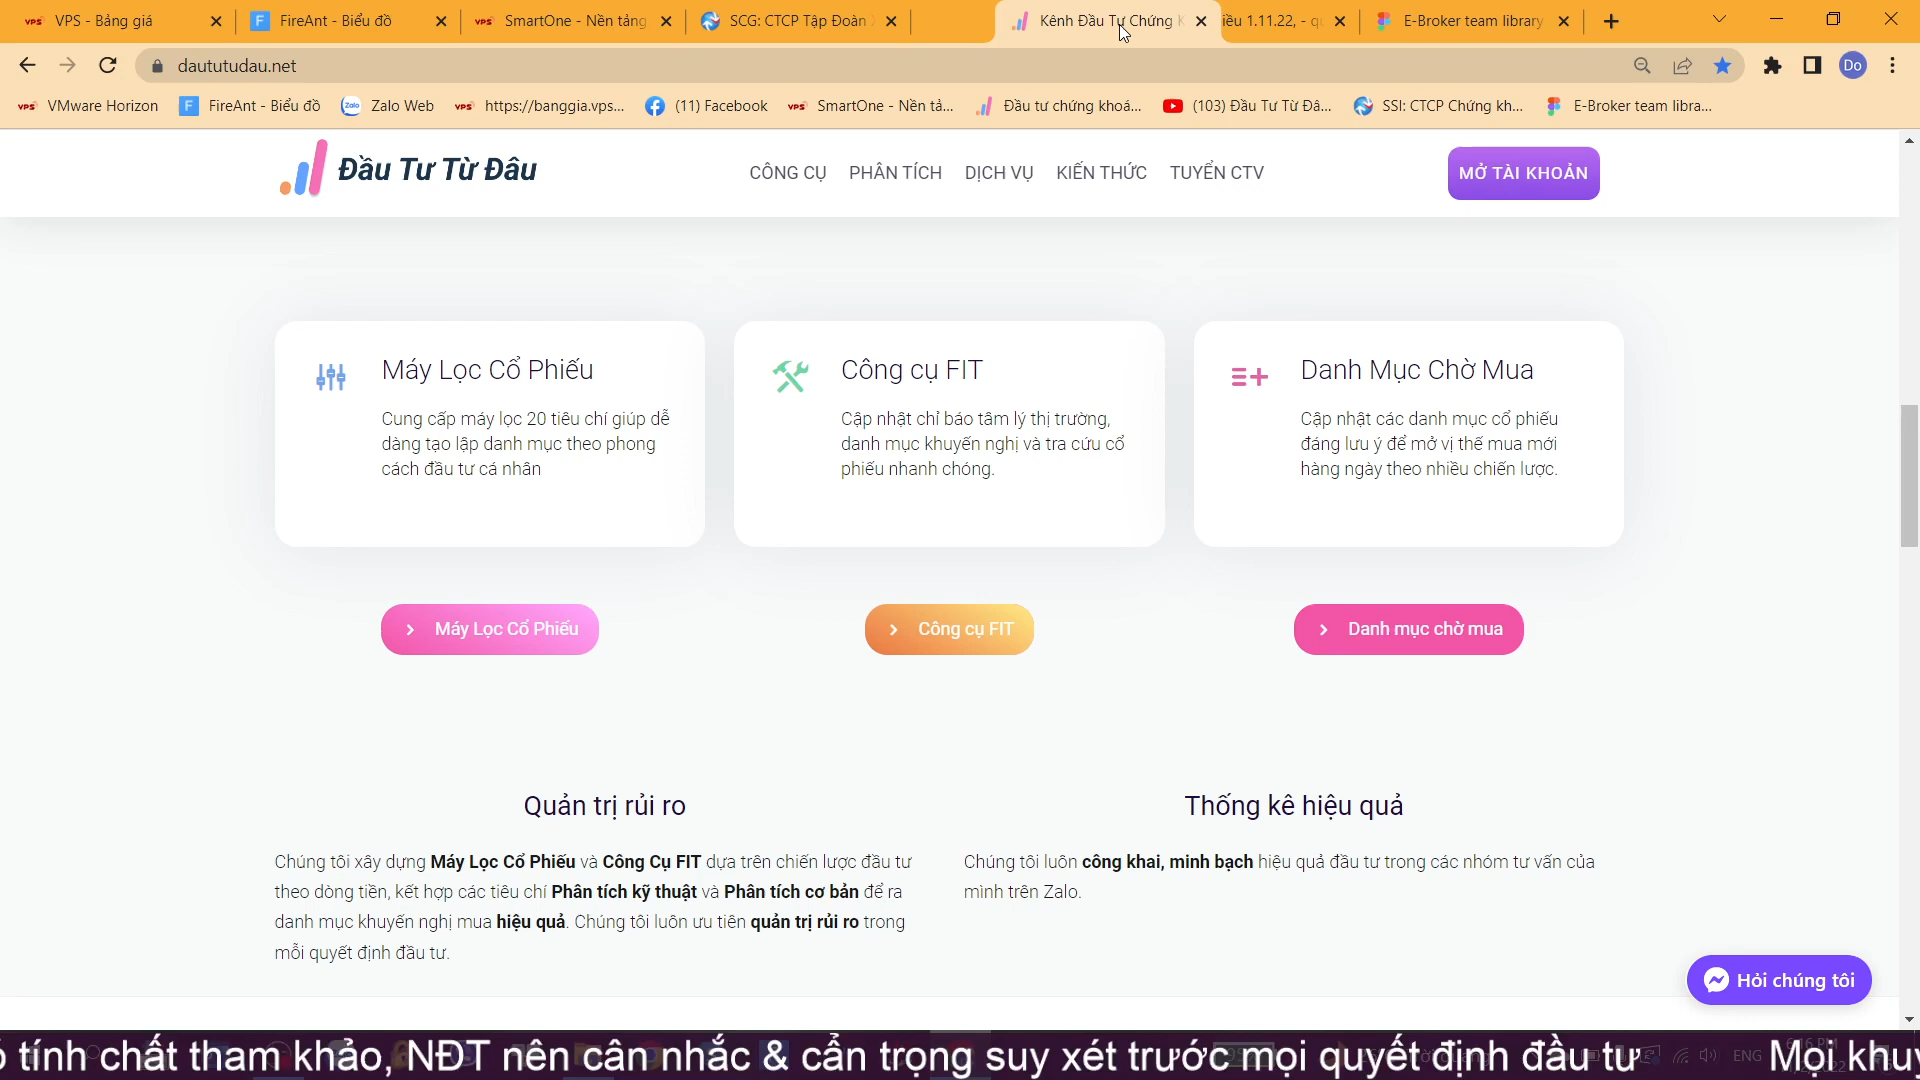 VPS - Bảng giá
FireAnt - Biểu đồ
SmartOne - Nền tảng
SCG: CTCP Tập Đoàn
Kênh Đầu Tư Chứng K
iều 1.11.22, - qu
E-Broker team library
dautututudau.net
Do
VMware Horizon
FireAnt - Biểu đồ
Zalo Web
https://banggia.vps...
(11) Facebook
SmartOne - Nền tả...
Đầu tư chứng khoá...
(103) Đầu Tư Từ Đâ...
SSI: CTCP Chứng kh...
E-Broker team libra...
Đầu Tư Từ Đâu
CÔNG CỤ
PHÂN TÍCH
DỊCH VỤ
KIẾN THỨC
TUYỂN CTV
MỞ TÀI KHOẢN
Máy Lọc Cổ Phiếu
Cung cấp máy lọc 20 tiêu chí giúp dễ
dàng tạo lập danh mục theo phong
cách đầu tư cá nhân
Công cụ FIT
Cập nhật chỉ báo tâm lý thị trường,
danh mục khuyến nghị và tra cứu cổ
phiếu nhanh chóng.
Danh Mục Chờ Mua
Cập nhật các danh mục cổ phiếu
đáng lưu ý để mở vị thế mua mới
hàng ngày theo nhiều chiến lược.
Máy Lọc Cổ Phiếu
Công cụ FIT
Danh mục chờ mua
Quản trị rủi ro
Chúng tôi xây dựng Máy Lọc Cổ Phiếu và Công Cụ FIT dựa trên chiến lược đầu tư
theo dòng tiền, kết hợp các tiêu chí Phân tích kỹ thuật và Phân tích cơ bản để ra
danh mục khuyến nghị mua hiệu quả. Chúng tôi luôn ưu tiên quản trị rủi ro trong
mỗi quyết định đầu tư.
Thống kê hiệu quả
Chúng tôi luôn công khai, minh bạch hiệu quả đầu tư trong các nhóm tư vấn của
mình trên Zalo.
Hỏi chúng tôi
tính chất tham khảo, NĐT nên cân nhắc & cẩn trọng suy xét trước mọi quyết định đầu tư Mọi khuy
ENG